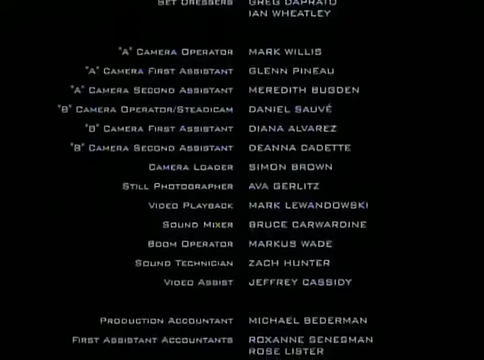 SET DRESSERS GREG DAPRATO
IAN WHEATLEY
"A" CAMERA OPERATOR MARK WILLIS
"A" CAMERA FIRST ASSISTANT GLENN PINEAU
"A" CAMERA SECOND ASSISTANT MEREDITH BUGDEN
"B" CAMERA OPERATOR/STEADICAM DANIEL SAUVÉ
"B" CAMERA FIRST ASSISTANT DIANA ALVAREZ
"B" CAMERA SECOND ASSISTANT DEANNA CADETTE
CAMERA LOADER SIMON BROWN
STILL PHOTOGRAPHER AVA GERLITZ
VIDEO PLAYBACK MARK LEWANDOWSKI
SOUND MIXER BRUCE CARWARDINE
BOOM OPERATOR MARKUS WADE
SOUND TECHNICIAN ZACH HUNTER
VIDEO ASSIST JEFFREY CASSIDY
PRODUCTION ACCOUNTANT MICHAEL BEDERMAN
FIRST ASSISTANT ACCOUNTANTS ROXANNE SENESMAN
ROSE LISTER